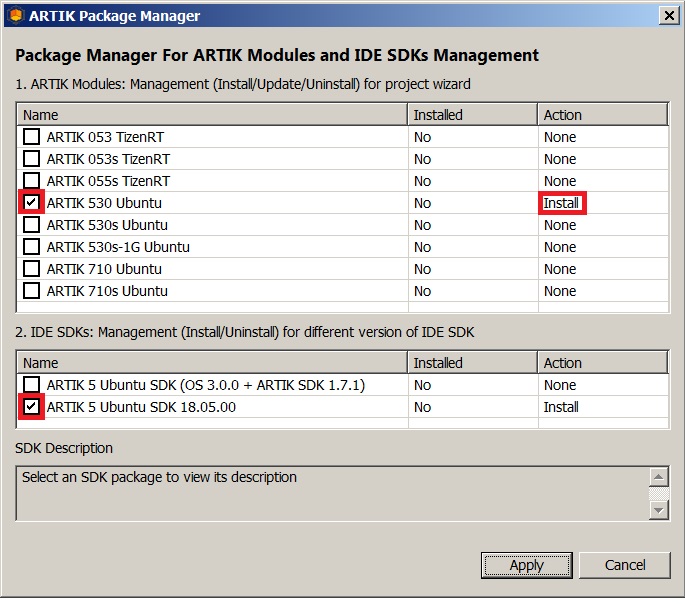 ARTIK Package Manager
Package Manager For ARTIK Modules and IDE SDKs Management
1. ARTIK Modules: Management (Install/Update/Uninstall) for project wizard
Name Installed Action
ARTIK 053 TizenRT No None
ARTIK 053s TizenRT No None
ARTIK 055s TizenRT No None
ARTIK 530 Ubuntu No Install
ARTIK 530s Ubuntu No None
ARTIK 530s-1G Ubuntu No None
ARTIK 710 Ubuntu No None
ARTIK 710s Ubuntu No None
2. IDE SDKs: Management (Install/Uninstall) for different version of IDE SDK
Name Installed Action
ARTIK 5 Ubuntu SDK (OS 3.0.0 + ARTIK SDK 1.7.1) No None
ARTIK 5 Ubuntu SDK 18.05.00 No Install
SDK Description
Select an SDK package to view its description
Apply Cancel